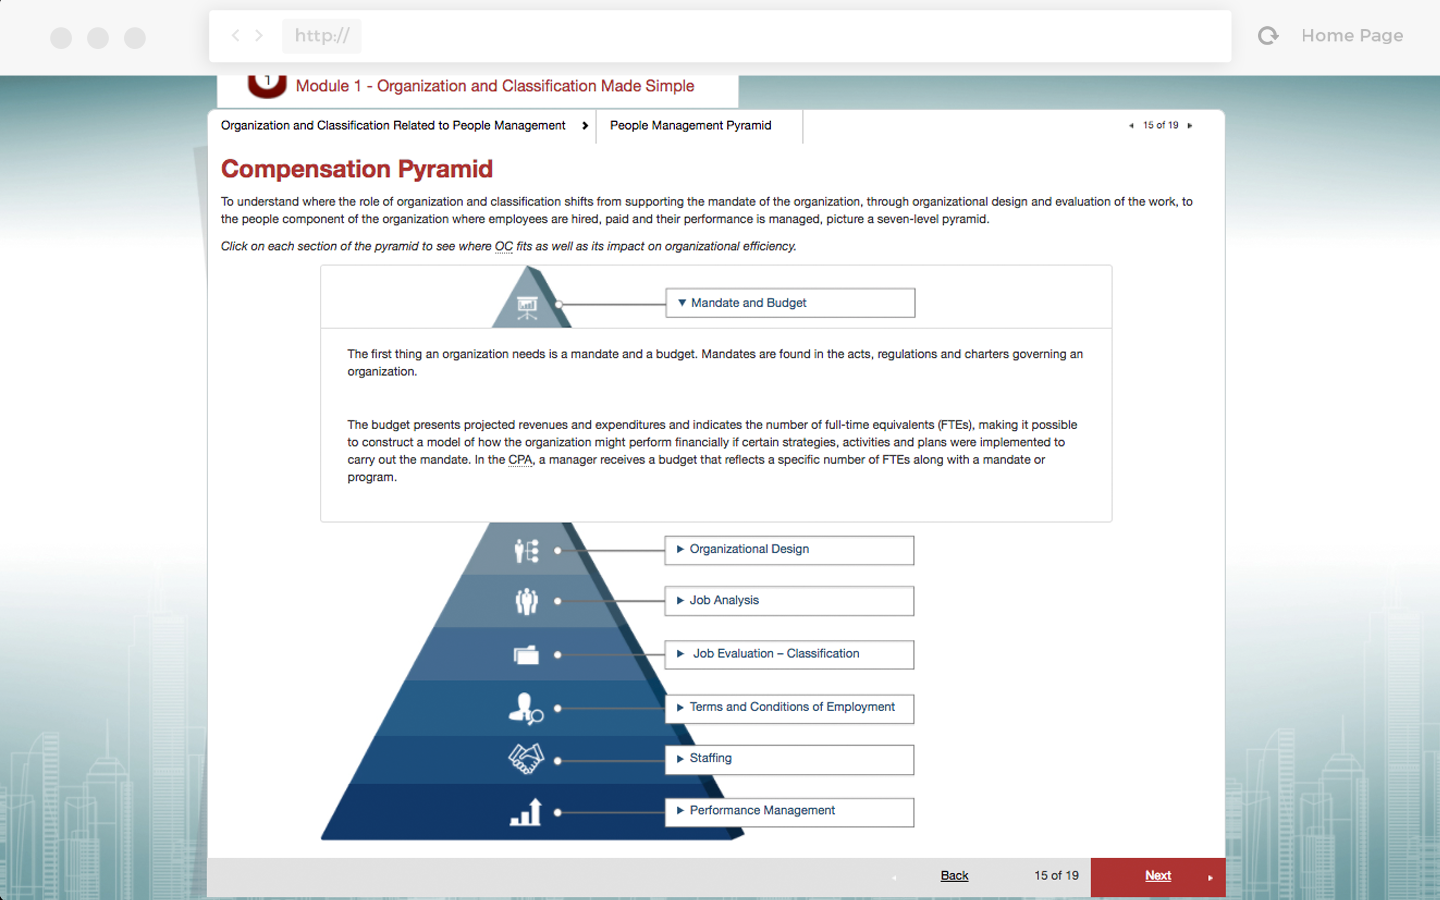 http://
Home Page
1
Module 1 - Organization and Classification Made Simple
Organization and Classification Related to People Management
People Management Pyramid
15 of 19
Compensation Pyramid
To understand where the role of organization and classification shifts from supporting the mandate of the organization, through organizational design and evaluation of the work, to
the people component of the organization where employees are hired, paid and their performance is managed, picture a seven-level pyramid.
Click on each section of the pyramid to see where OC fits as well as its impact on organizational efficiency.
Mandate and Budget
The first thing an organization needs is a mandate and a budget. Mandates are found in the acts, regulations and charters governing an
organization.
The budget presents projected revenues and expenditures and indicates the number of full-time equivalents (FTEs), making it possible
to construct a model of how the organization might perform financially if certain strategies, activities and plans were implemented to
carry out the mandate. In the CPA, a manager receives a budget that reflects a specific number of FTEs along with a mandate or
program.
Organizational Design
Job Analysis
Job Evaluation – Classification
Terms and Conditions of Employment
Staffing
Performance Management
Back
15 of 19
Next